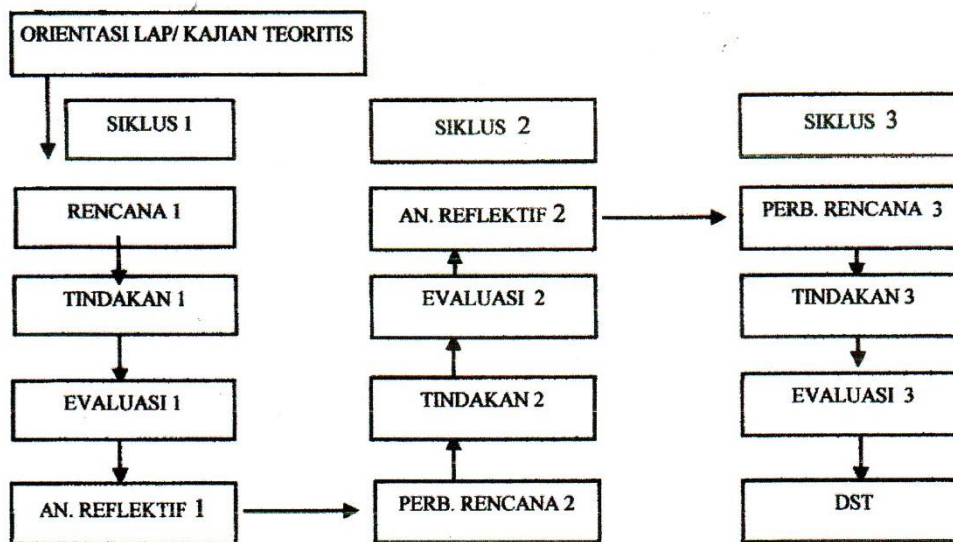 ORIENTASI LAP/ KAJIAN TEORITIS
SIKLUS 1
RENCANA 1
TINDAKAN 1
EVALUASI 1
AN. REFLEKTIF 1
SIKLUS 2
AN. REFLEKTIF 2
EVALUASI 2
TINDAKAN 2
PERB. RENCANA 2
SIKLUS 3
PERB. RENCANA 3
TINDAKAN 3
EVALUASI 3
DST